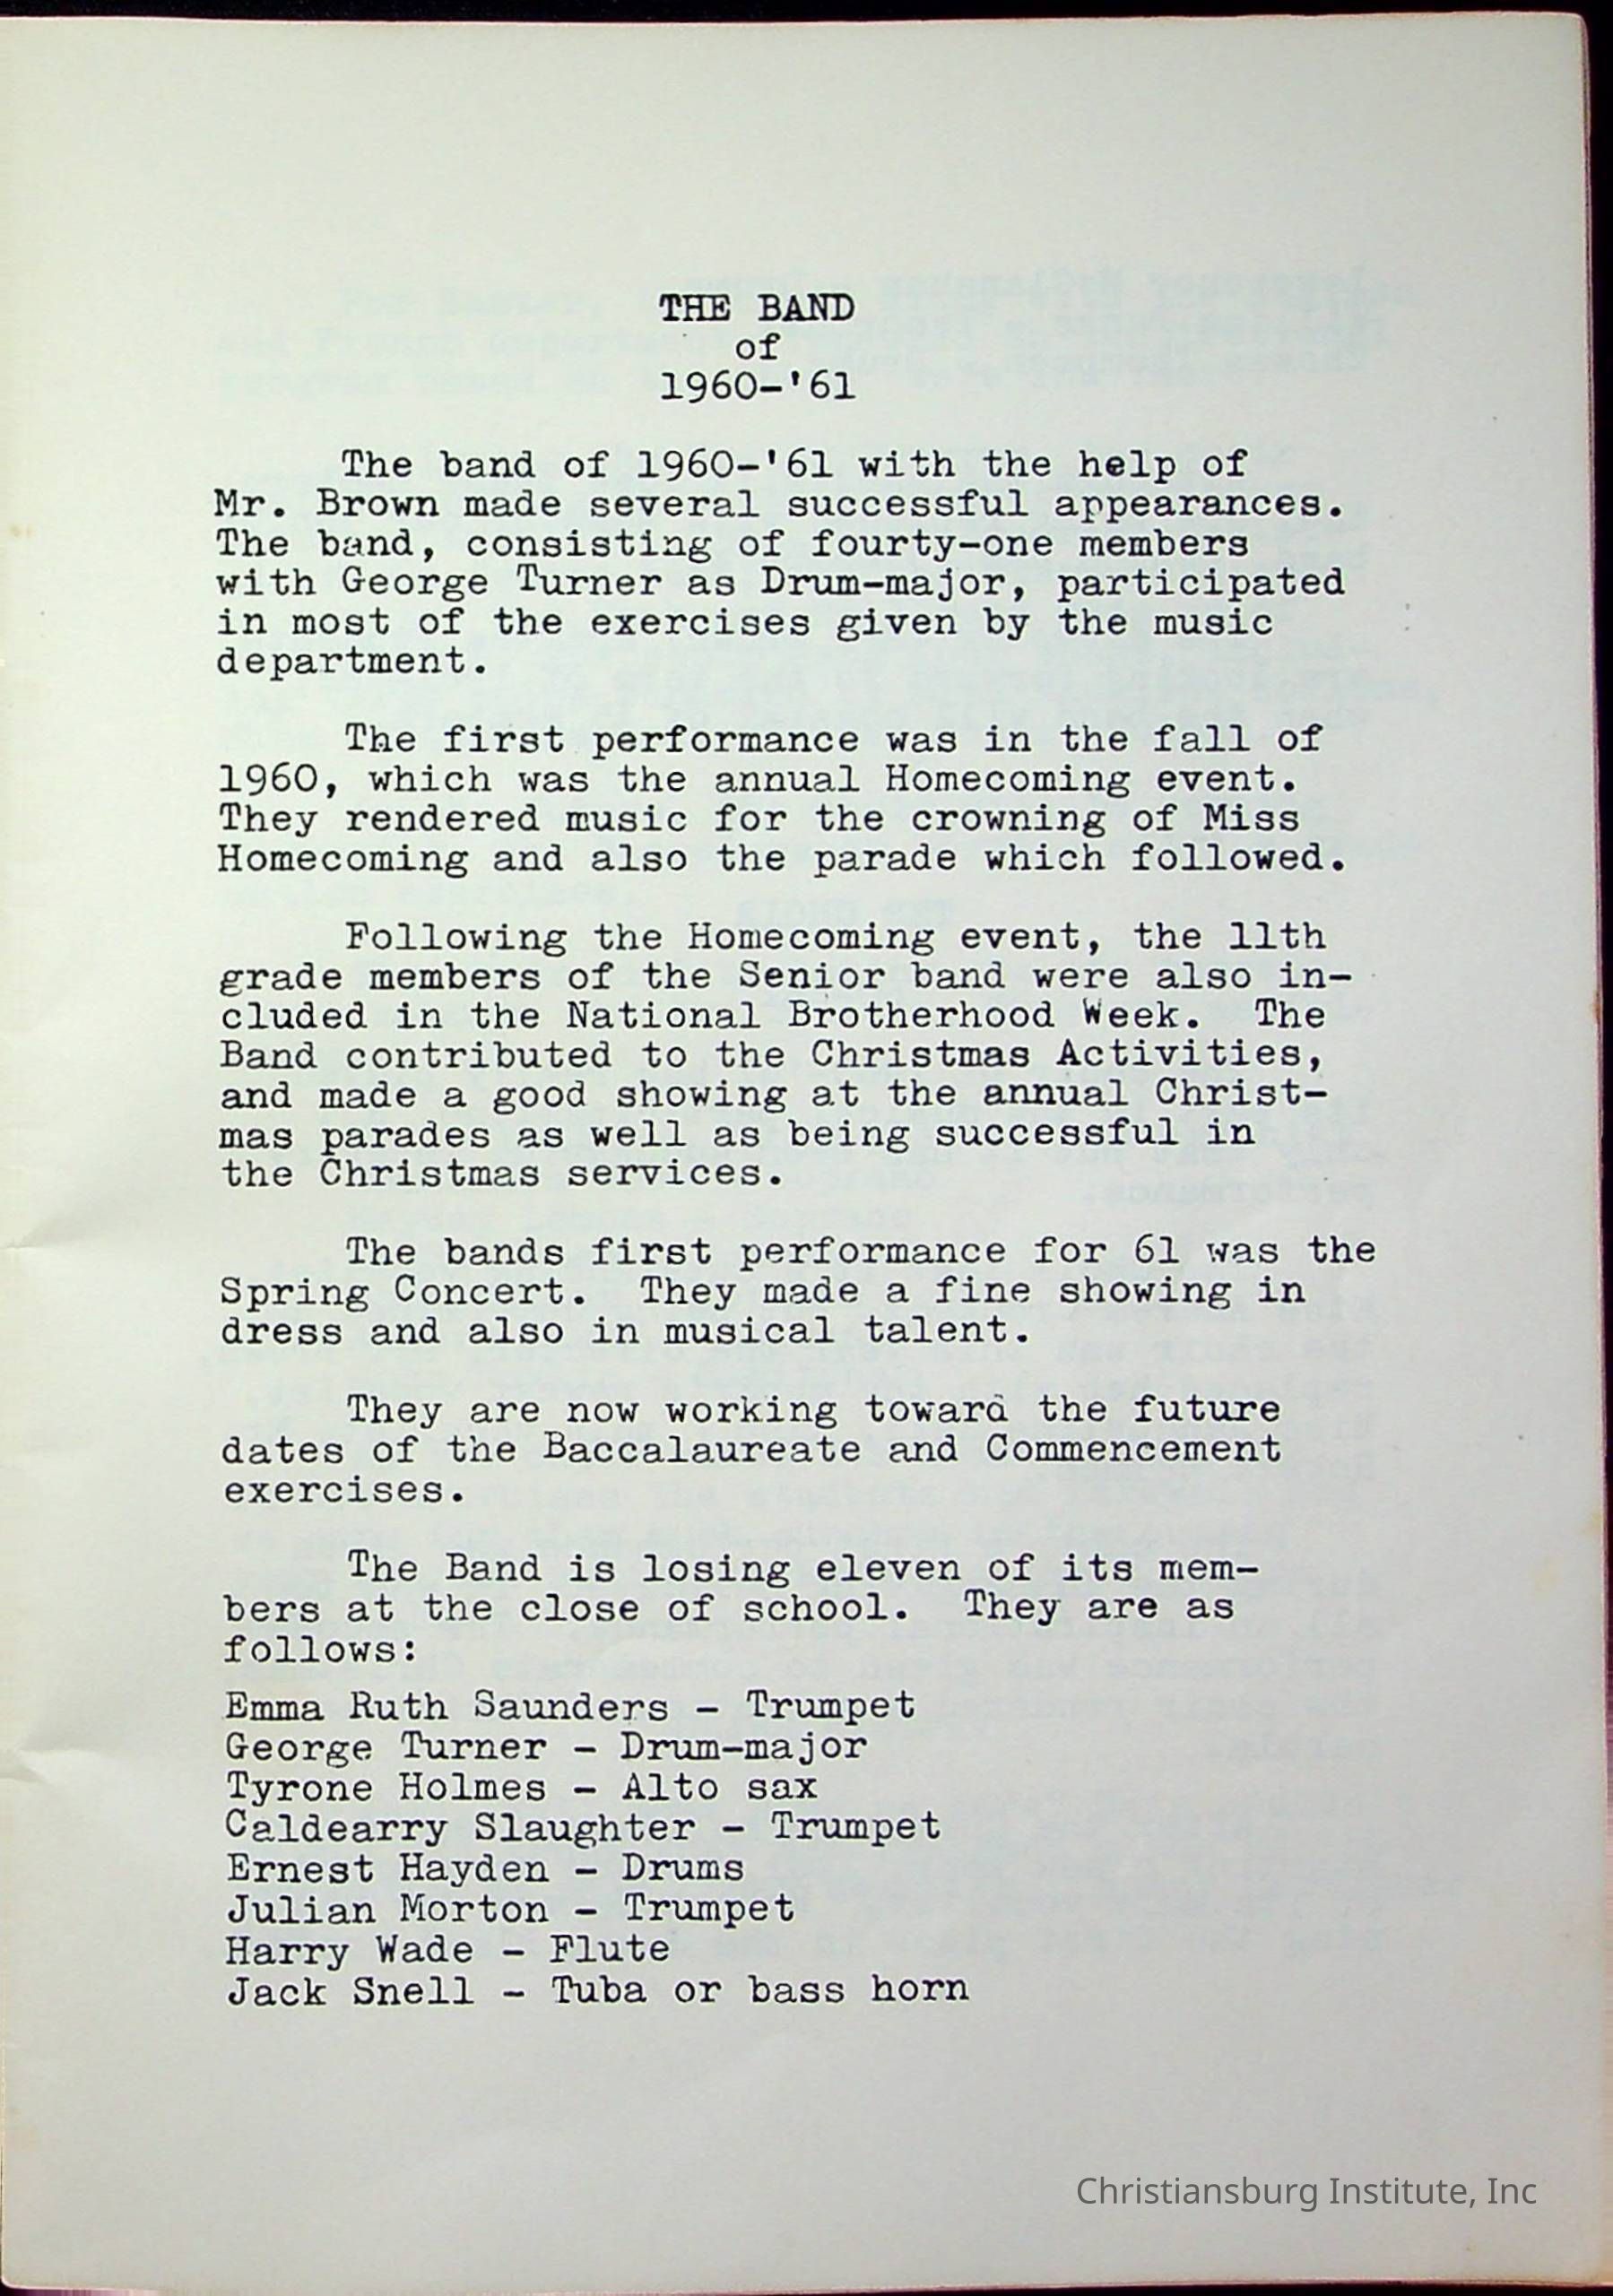 THE BAND
of
1960-'61
The band of 1960-'61 with the help of
Mr. Brown made several successful appearances.
The band, consisting of fourty-one members
with George Turner as Drum-major, participated
in most of the exercises given by the music
department.
The first performance was in the fall of
1960, which was the annual Homecoming event.
They rendered music for the crowning of Miss
Homecoming and also the parade which followed.
Following the Homecoming event, the 11th
grade members of the Senior band were also in-
cluded in the National Brotherhood Week. The
Band contributed to the Christmas Activities,
and made a good showing at the annual Christ-
mas parades as well as being successful in
the Christmas services.
The bands first performance for 61 was the
Spring Concert. They made a fine showing in
dress and also in musical talent.
They are now working toward the future
dates of the Baccalaureate and Commencement
exercises.
The Band is losing eleven of its mem-
bers at the close of school. They are as
follows:
Emma Ruth Saunders - Trumpet
George Turner - Drum-major
Tyrone Holmes - Alto sax
Caldearry Slaughter - Trumpet
Ernest Hayden - Drums
Julian Morton - Trumpet
Harry Wade - Flute
Jack Snell - Tuba or bass horn
Christiansburg Institute, Inc